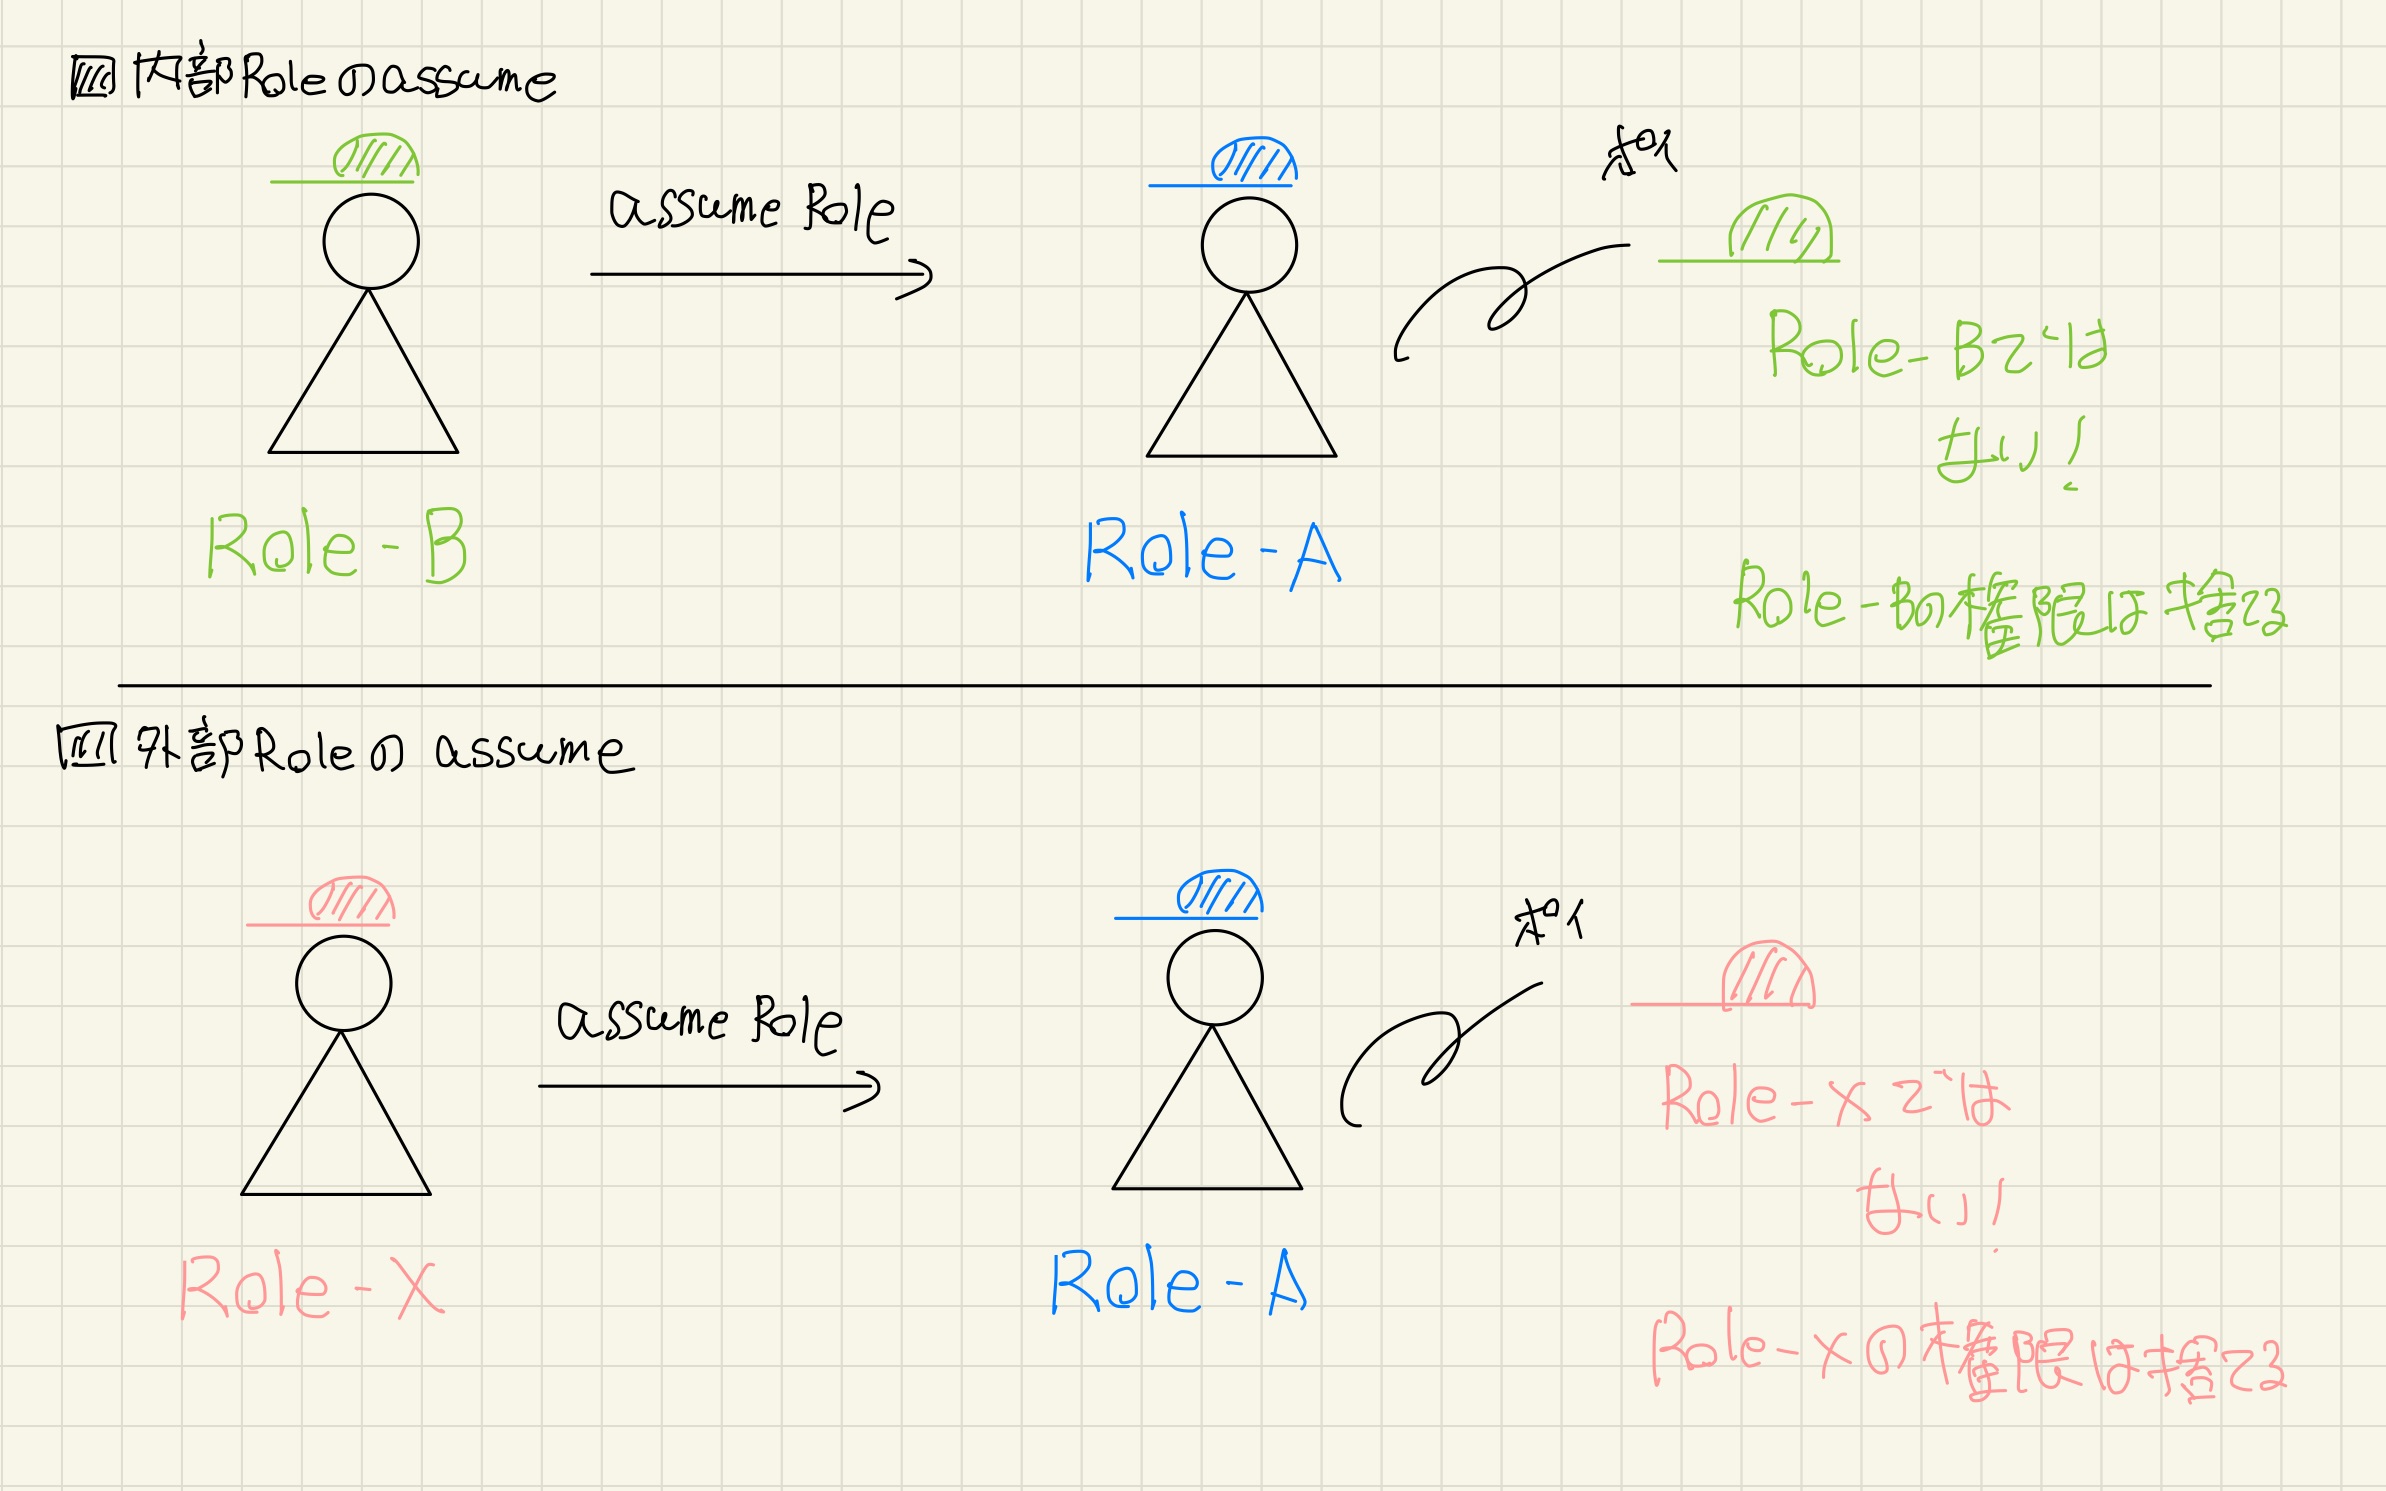 内部Roleのassume
assume Role
ポイ
Role-Bでは
ない!
Role-B
Role-A
Role-Bの権限は捨てる
外部Roleの assume
assume Role
ポイ
Role-Xでは
ない!
Role-X
Role-A
Role-Xの権限は捨てる